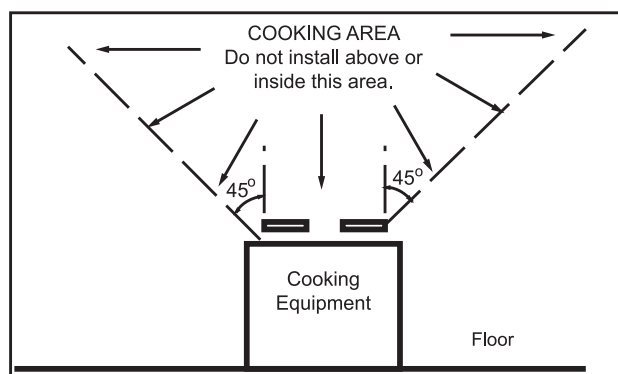 COOKING AREA
Do not install above or
inside this area.
45°
45°
Cooking
Equipment
Floor